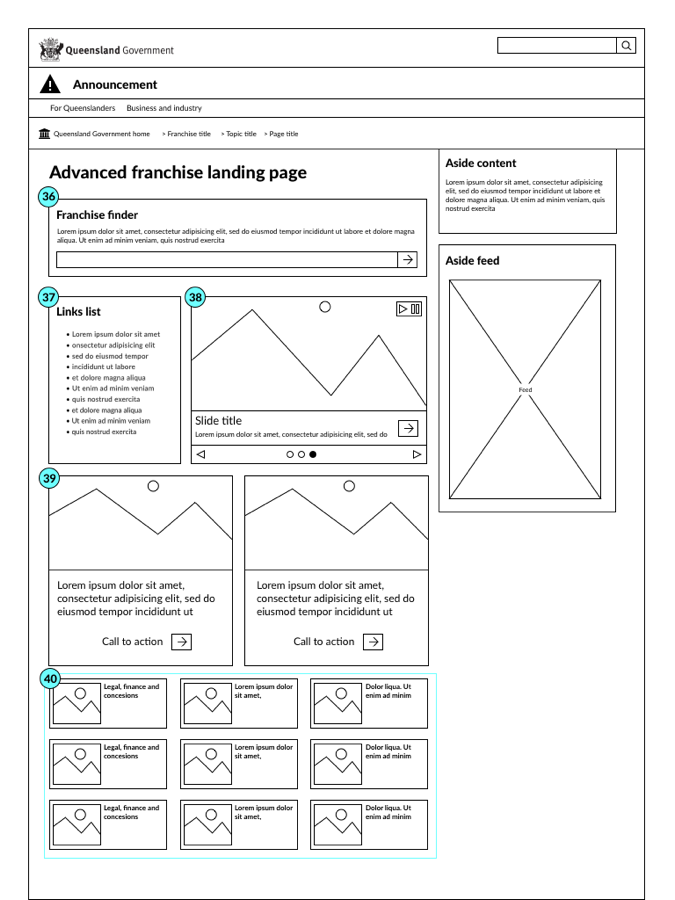 Queensland Government
Announcement
For Queenslanders Business and industry
Queensland Government home > Franchise title > Topic title > Page title
Advanced franchise landing page
36
Franchise finder
Lorem ipsum dolor sit amet, consectetur adipisicing elit, sed do eiusmod tempor incididunt ut labore et dolore magna
aliqua. Ut enim ad minim veniam, quis nostrud exercita
37
Links list
• Lorem ipsum dolor sit amet
• onsectetur adipisicing elit
• sed do eiusmod tempor
• incididunt ut labore
• et dolore magna aliqua
• Ut enim ad minim veniam
• quis nostrud exercita
• et dolore magna aliqua
• Ut enim ad minim veniam
• quis nostrud exercita
38
Slide title
Lorem ipsum dolor sit amet, consectetur adipisicing elit, sed do
39
Lorem ipsum dolor sit amet,
consectetur adipisicing elit, sed do
eiusmod tempor incididunt ut
Call to action
Lorem ipsum dolor sit amet,
consectetur adipisicing elit, sed do
eiusmod tempor incididunt ut
Call to action
40
Legal, finance and
concesions
Lorem ipsum dolor
sit amet,
Dolor liqua. Ut
enim ad minim
Legal, finance and
concesions
Lorem ipsum dolor
sit amet,
Dolor liqua. Ut
enim ad minim
Legal, finance and
concesions
Lorem ipsum dolor
sit amet,
Dolor liqua. Ut
enim ad minim
Aside content
Lorem ipsum dolor sit amet, consectetur adipisicing
elit, sed do eiusmod tempor incididunt ut labore et
dolore magna aliqua. Ut enim ad minim veniam, quis
nostrud exercita
Aside feed
Feed